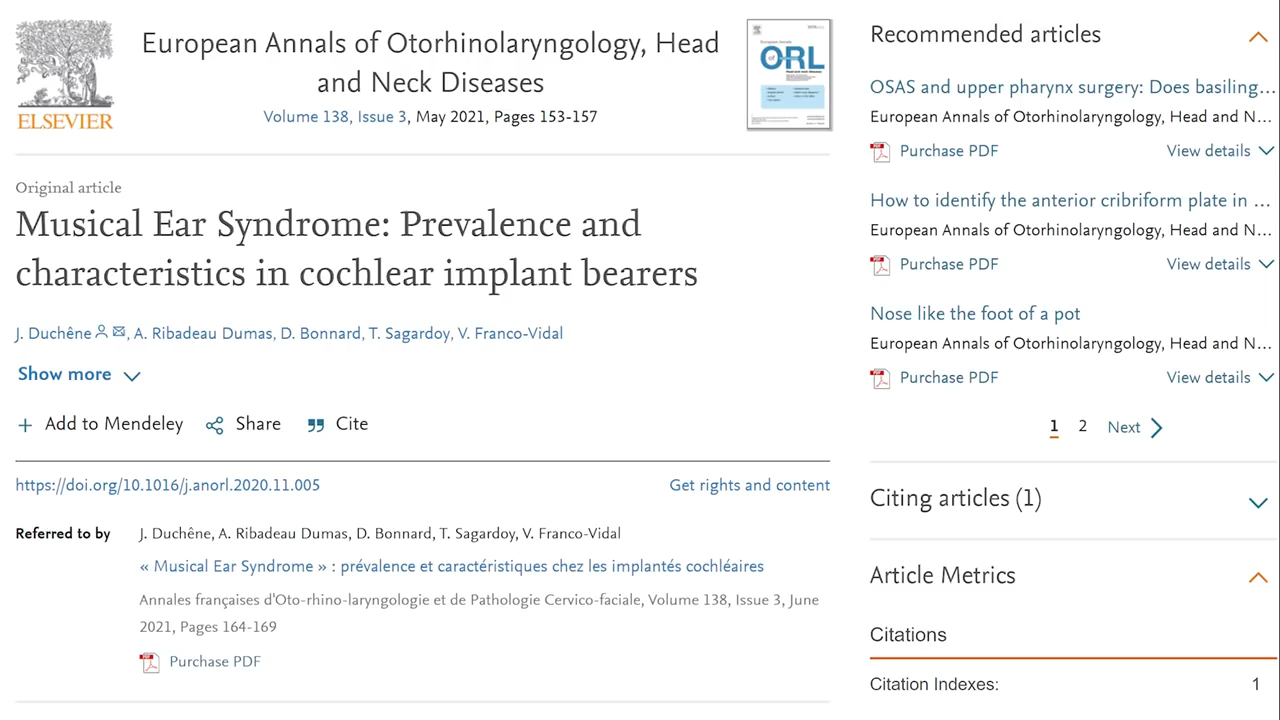 ELSEVIER
European Annals of Otorhinolaryngology, Head
and Neck Diseases
Volume 138, Issue 3, May 2021, Pages 153-157
ORL
Original article
Musical Ear Syndrome: Prevalence and
characteristics in cochlear implant bearers
J. Duchêne, A. Ribadeau Dumas, D. Bonnard, T. Sagardoy, V. Franco-Vidal
Show more
+ Add to Mendeley Share Cite
https://doi.org/10.1016/j.anorl.2020.11.005 Get rights and content
Referred to by J. Duchêne, A. Ribadeau Dumas, D. Bonnard, T. Sagardoy, V. Franco-Vidal
« Musical Ear Syndrome » : prévalence et caractéristiques chez les implantés cochléaires
Annales françaises d'Oto-rhino-laryngologie et de Pathologie Cervico-faciale, Volume 138, Issue 3, June
2021, Pages 164-169
Purchase PDF
Recommended articles
OSAS and upper pharynx surgery: Does basiling...
European Annals of Otorhinolaryngology, Head and N...
Purchase PDF View details
How to identify the anterior cribriform plate in ...
European Annals of Otorhinolaryngology, Head and N...
Purchase PDF View details
Nose like the foot of a pot
European Annals of Otorhinolaryngology, Head and N...
Purchase PDF View details
1 2 Next
Citing articles (1)
Article Metrics
Citations
Citation Indexes: 1